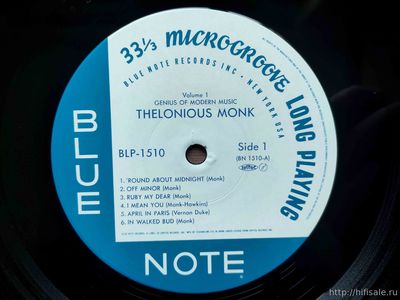 33 1/3 MICROGROOVE LONG PLAYING
BLUE NOTE RECORDS INC • NEW YORK USA
Volume 1
GENIUS OF MODERN MUSIC
THELONIOUS MONK
BLP-1510
Side 1
(BN 1510-A)
1. 'ROUND ABOUT MIDNIGHT (Monk)
2. OFF MINOR (Monk)
3. RUBY MY DEAR (Monk)
4. I MEAN YOU (Monk-Hawkins)
5. APRIL IN PARIS (Vernon Duke)
6. IN WALKED BUD (Monk)
BLUE
NOTE
https://hifisale.ru